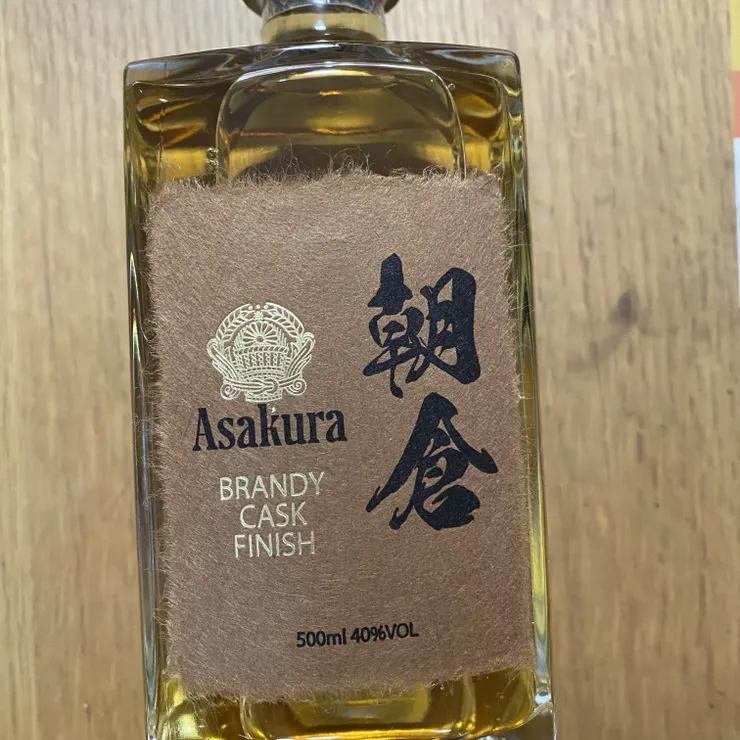 朝倉
Asakura
BRANDY
CASK
FINISH
500ml 40%VOL